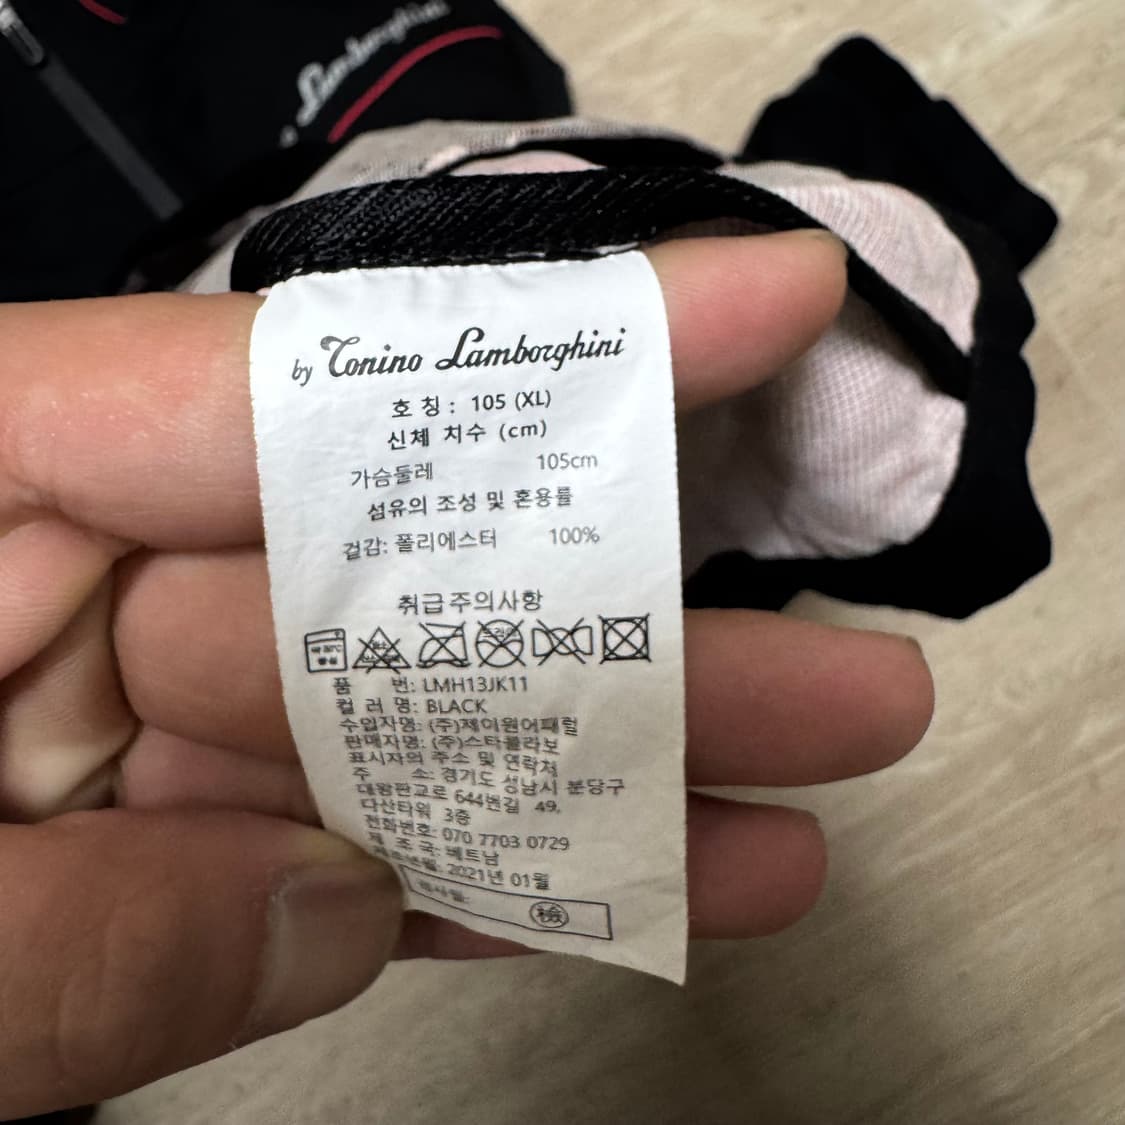 Lamborghini
by Tonino Lamborghini
호 칭 : 105 (XL)
신체 치수 (cm)
가슴둘레 105cm
섬유의 조성 및 혼용률
겉감: 폴리에스터 100%
취급주의사항
품 번: LMH13JK11
컬 러 명: BLACK
수입자명: (주)제이원어패럴
판매자명: (주)스타콜라보
표시자의 주소 및 연락처
주 소: 경기도 성남시 분당구
대왕판교로 644번길 49,
다산타워 3층
전화번호: 070 7703 0729
제 조 국: 베트남
제조년월: 2021년 01월
검사필:
檢